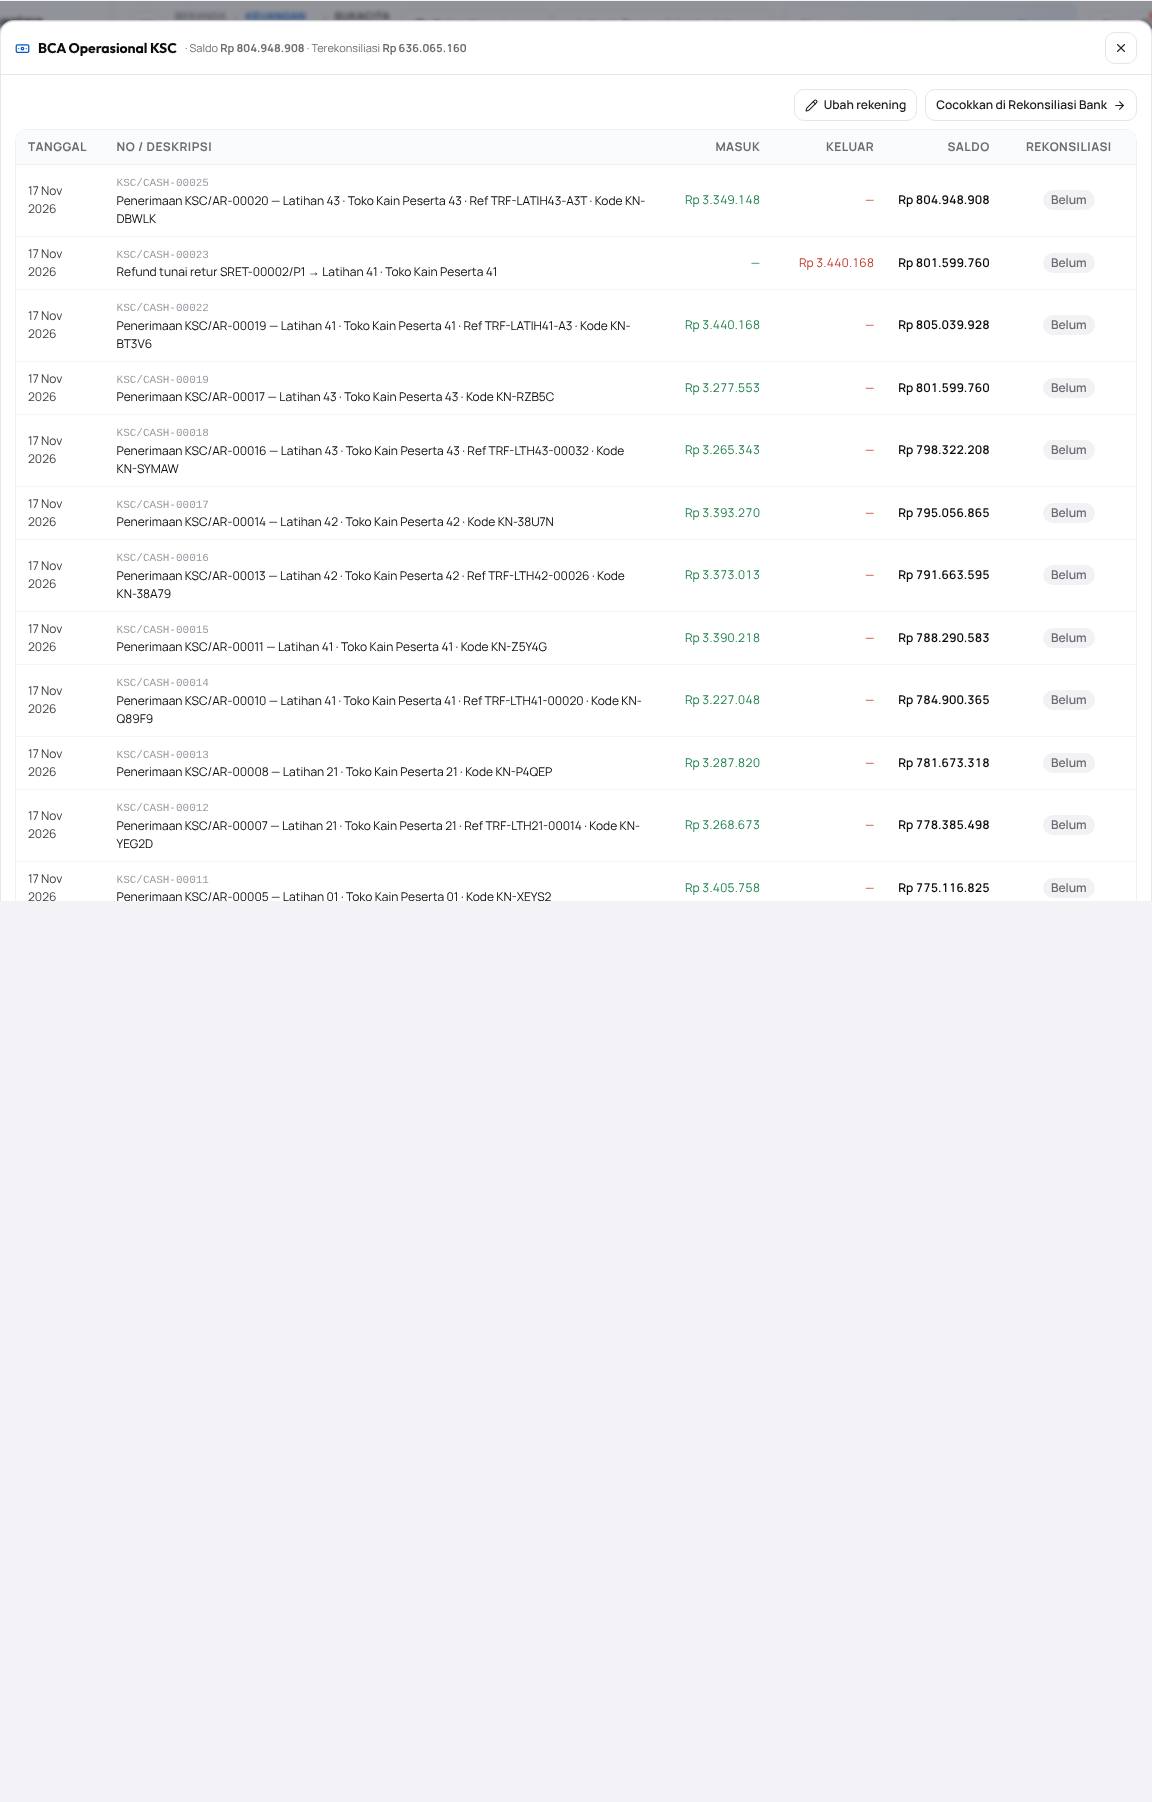 BCA Operasional KSC · Saldo Rp 804.948.908 · Terekonsiliasi Rp 636.065.160
Ubah rekening
Cocokkan di Rekonsiliasi Bank →
TANGGAL NO / DESKRIPSI MASUK KELUAR SALDO REKONSILIASI
KSC/CASH-00025
17 Nov 2026 Penerimaan KSC/AR-00020 — Latihan 43 · Toko Kain Peserta 43 · Ref TRF-LATIH43-A3T · Kode KN- Rp 3.349.148 — Rp 804.948.908 Belum
DBWLK
KSC/CASH-00023
17 Nov 2026 Refund tunai retur SRET-00002/P1 → Latihan 41 · Toko Kain Peserta 41 — Rp 3.440.168 Rp 801.599.760 Belum
KSC/CASH-00022
17 Nov 2026 Penerimaan KSC/AR-00019 — Latihan 41 · Toko Kain Peserta 41 · Ref TRF-LATIH41-A3 · Kode KN- Rp 3.440.168 — Rp 805.039.928 Belum
BT3V6
KSC/CASH-00019
17 Nov 2026 Penerimaan KSC/AR-00017 — Latihan 43 · Toko Kain Peserta 43 · Kode KN-RZB5C Rp 3.277.553 — Rp 801.599.760 Belum
KSC/CASH-00018
17 Nov 2026 Penerimaan KSC/AR-00016 — Latihan 43 · Toko Kain Peserta 43 · Ref TRF-LTH43-00032 · Kode Rp 3.265.343 — Rp 798.322.208 Belum
KN-SYMAW
KSC/CASH-00017
17 Nov 2026 Penerimaan KSC/AR-00014 — Latihan 42 · Toko Kain Peserta 42 · Kode KN-38U7N Rp 3.393.270 — Rp 795.056.865 Belum
KSC/CASH-00016
17 Nov 2026 Penerimaan KSC/AR-00013 — Latihan 42 · Toko Kain Peserta 42 · Ref TRF-LTH42-00026 · Kode Rp 3.373.013 — Rp 791.663.595 Belum
KN-38A79
KSC/CASH-00015
17 Nov 2026 Penerimaan KSC/AR-00011 — Latihan 41 · Toko Kain Peserta 41 · Kode KN-Z5Y4G Rp 3.390.218 — Rp 788.290.583 Belum
KSC/CASH-00014
17 Nov 2026 Penerimaan KSC/AR-00010 — Latihan 41 · Toko Kain Peserta 41 · Ref TRF-LTH41-00020 · Kode KN- Rp 3.227.048 — Rp 784.900.365 Belum
Q89F9
KSC/CASH-00013
17 Nov 2026 Penerimaan KSC/AR-00008 — Latihan 21 · Toko Kain Peserta 21 · Kode KN-P4QEP Rp 3.287.820 — Rp 781.673.318 Belum
KSC/CASH-00012
17 Nov 2026 Penerimaan KSC/AR-00007 — Latihan 21 · Toko Kain Peserta 21 · Ref TRF-LTH21-00014 · Kode KN- Rp 3.268.673 — Rp 778.385.498 Belum
YEG2D
KSC/CASH-00011
17 Nov 2026 Penerimaan KSC/AR-00005 — Latihan 01 · Toko Kain Peserta 01 · Kode KN-XEYS2 Rp 3.405.758 — Rp 775.116.825 Belum